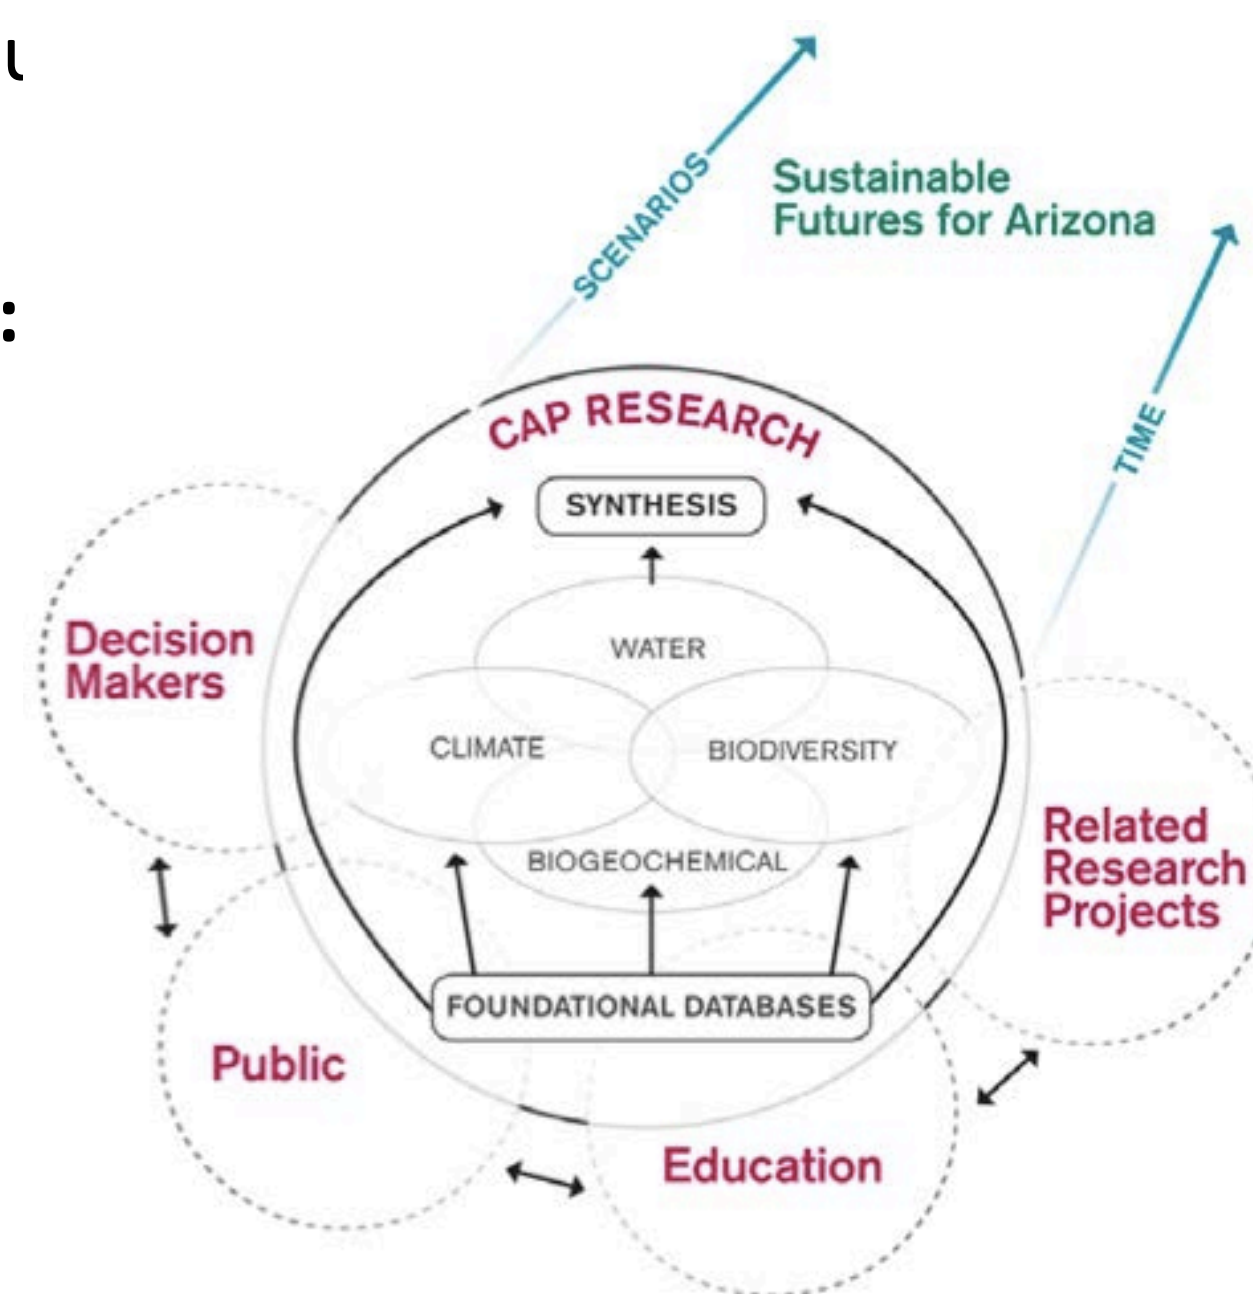 :
SCENARIOS
Sustainable
Futures for Arizona
TIME
CAP RESEARCH
SYNTHESIS
WATER
Decision
Makers
CLIMATE
BIODIVERSITY
Related
Research
Projects
BIOGEOCHEMICAL
FOUNDATIONAL DATABASES
Public
Education